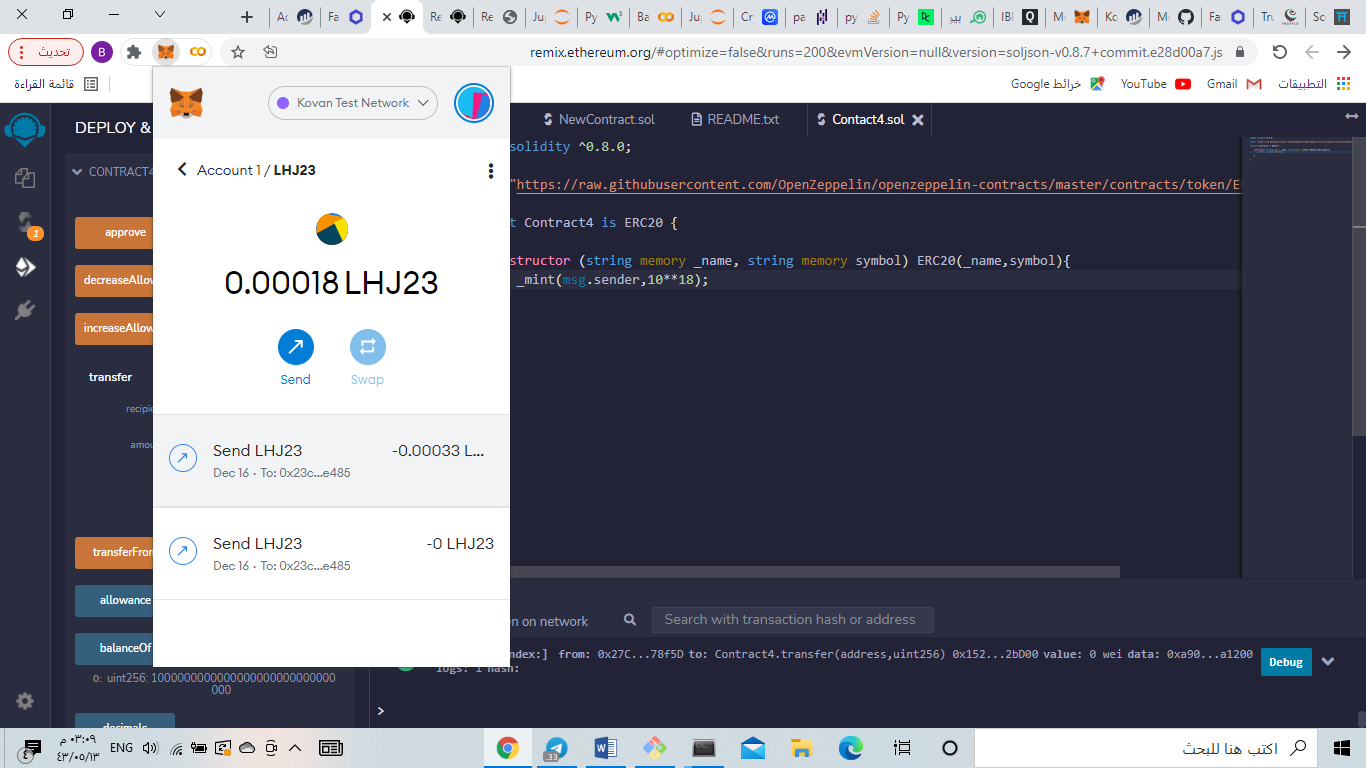 Ac
Fa
Re
Re
Ju
Py
Ba
Ju
Cr
pa
py
Py
بير
IBI
M
Kc
M
Fa
Tru
Sc
تحديث
B
remix.ethereum.org/#optimize=false&runs=200&evmVersion=null&version=soljson-v0.8.7+commit.e28d00a7.js
قائمة القراءة
خرائط Google
YouTube
Gmail
التطبيقات
DEPLOY &
CONTRACT4
approve
decreaseAllow
increaseAllow
transfer
recipie
amou
transferFrom
allowance
balanceOf
0: uint256: 1000000000000000000000000000
000
decimals
1
Kovan Test Network
Account 1 / LHJ23
0.00018 LHJ23
Send
Swap
Send LHJ23
-0.00033 L...
Dec 16 · To: 0x23c...e485
Send LHJ23
-0 LHJ23
Dec 16 · To: 0x23c...e485
NewContract.sol
README.txt
Contact4.sol
solidity ^0.8.0;
"https://raw.githubusercontent.com/OpenZeppelin/openzeppelin-contracts/master/contracts/token/E
t Contract4 is ERC20 {
structor (string memory _name, string memory symbol) ERC20(_name,symbol){
_mint(msg.sender,10**18);
en on network
Search with transaction hash or address
index:] from: 0x27C...78f5D to: Contract4.transfer(address,uint256) 0x152...2bD00 value: 0 wei data: 0xa90...a1200
logs: 1 hash:
Debug
>
٠٣:٠٩ م
٤٣/٠٥/١٣
٤
ENG
33
اكتب هنا للبحث